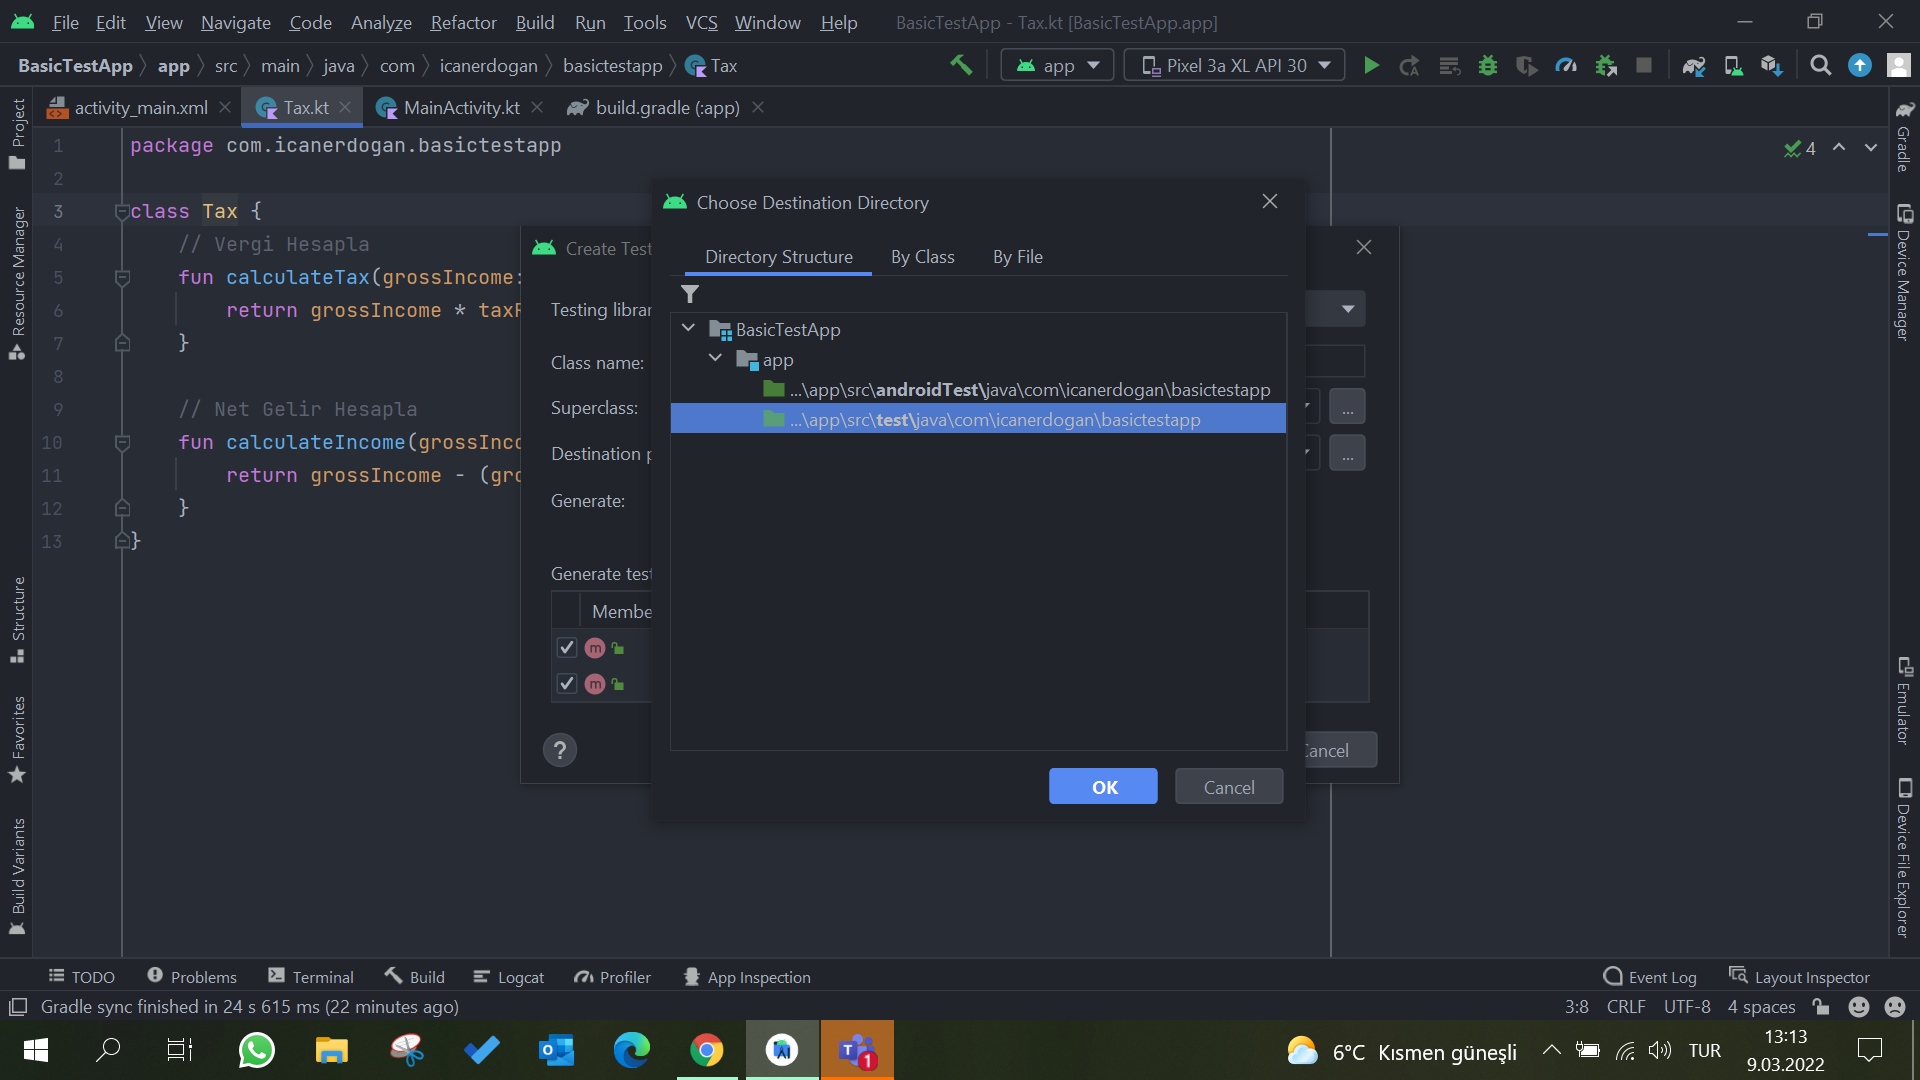 File Edit View Navigate Code Analyze Refactor Build Run Tools VCS Window Help BasicTestApp - Tax.kt [BasicTestApp.app]
BasicTestApp app src main java com icanerdogan basictestapp Tax app Pixel 3a XL API 30
activity_main.xml Tax.kt MainActivity.kt build.gradle (:app)
Project
Resource Manager
Structure
Favorites
Build Variants
1 package com.icanerdogan.basictestapp
4
2
3 class Tax {
4 // Vergi Hesapla
5 fun calculateTax(grossIncome:
6 return grossIncome * tax
7 }
8
9 // Net Gelir Hesapla
10 fun calculateIncome(grossInco
11 return grossIncome - (gro
12 }
13 }
Create Test
Testing librar
Class name:
Superclass:
...
Destination p
...
Generate:
Generate test
Membe
m
m
?
Cancel
Choose Destination Directory
Directory Structure By Class By File
BasicTestApp
app
...\app\src\androidTest\java\com\icanerdogan\basictestapp
...\app\src\test\java\com\icanerdogan\basictestapp
OK Cancel
Gradle
Device Manager
Emulator
Device File Explorer
TODO Problems Terminal Build Logcat Profiler App Inspection Event Log Layout Inspector
Gradle sync finished in 24 s 615 ms (22 minutes ago) 3:8 CRLF UTF-8 4 spaces
1
6°C Kısmen güneşli TUR
13:13
9.03.2022